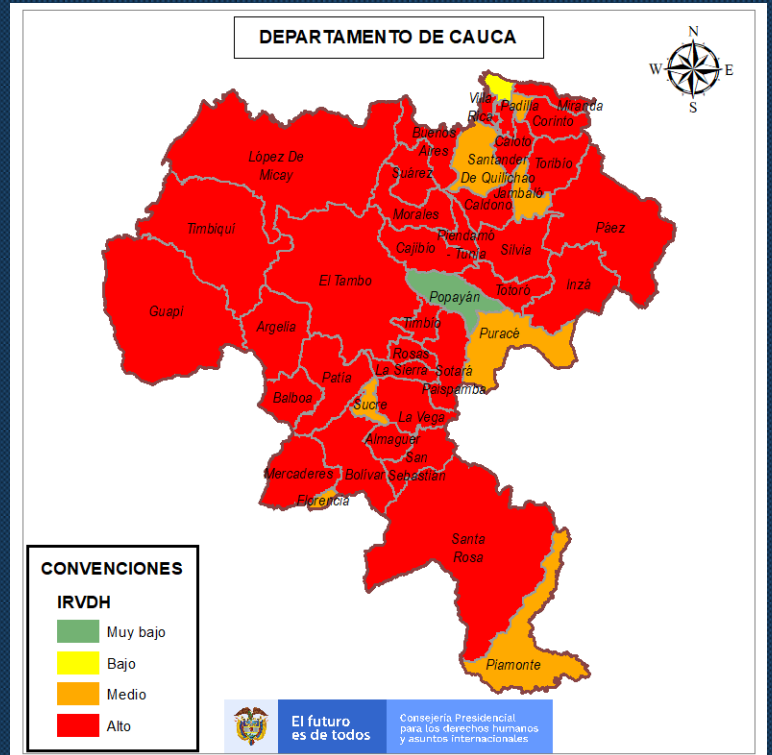 DEPARTAMENTO DE CAUCA
N
W
E
S
Villa
Rica
Padilla
Miranda
Corinto
Buenos
Aires
Caloto
López De
Micay
Santander
De Quilichao
Toribío
Suárez
Jambaló
Caldono
Morales
Timbiquí
Piendamó
- Tunia
Páez
Cajibío
Silvia
El Tambo
Totoró
Inzá
Popayán
Guapi
Argelia
Timbío
Puracé
Rosas
La Sierra
Sotará
Paispamba
Patía
Balboa
Sucre
La Vega
Almaguer
San
Sebastián
Mercaderes
Bolívar
Florencia
Santa
Rosa
Piamonte
CONVENCIONES
IRVDH
Muy bajo
Bajo
Medio
Alto
El futuro
es de todos
Consejería Presidencial
para los derechos humanos
y asuntos internacionales